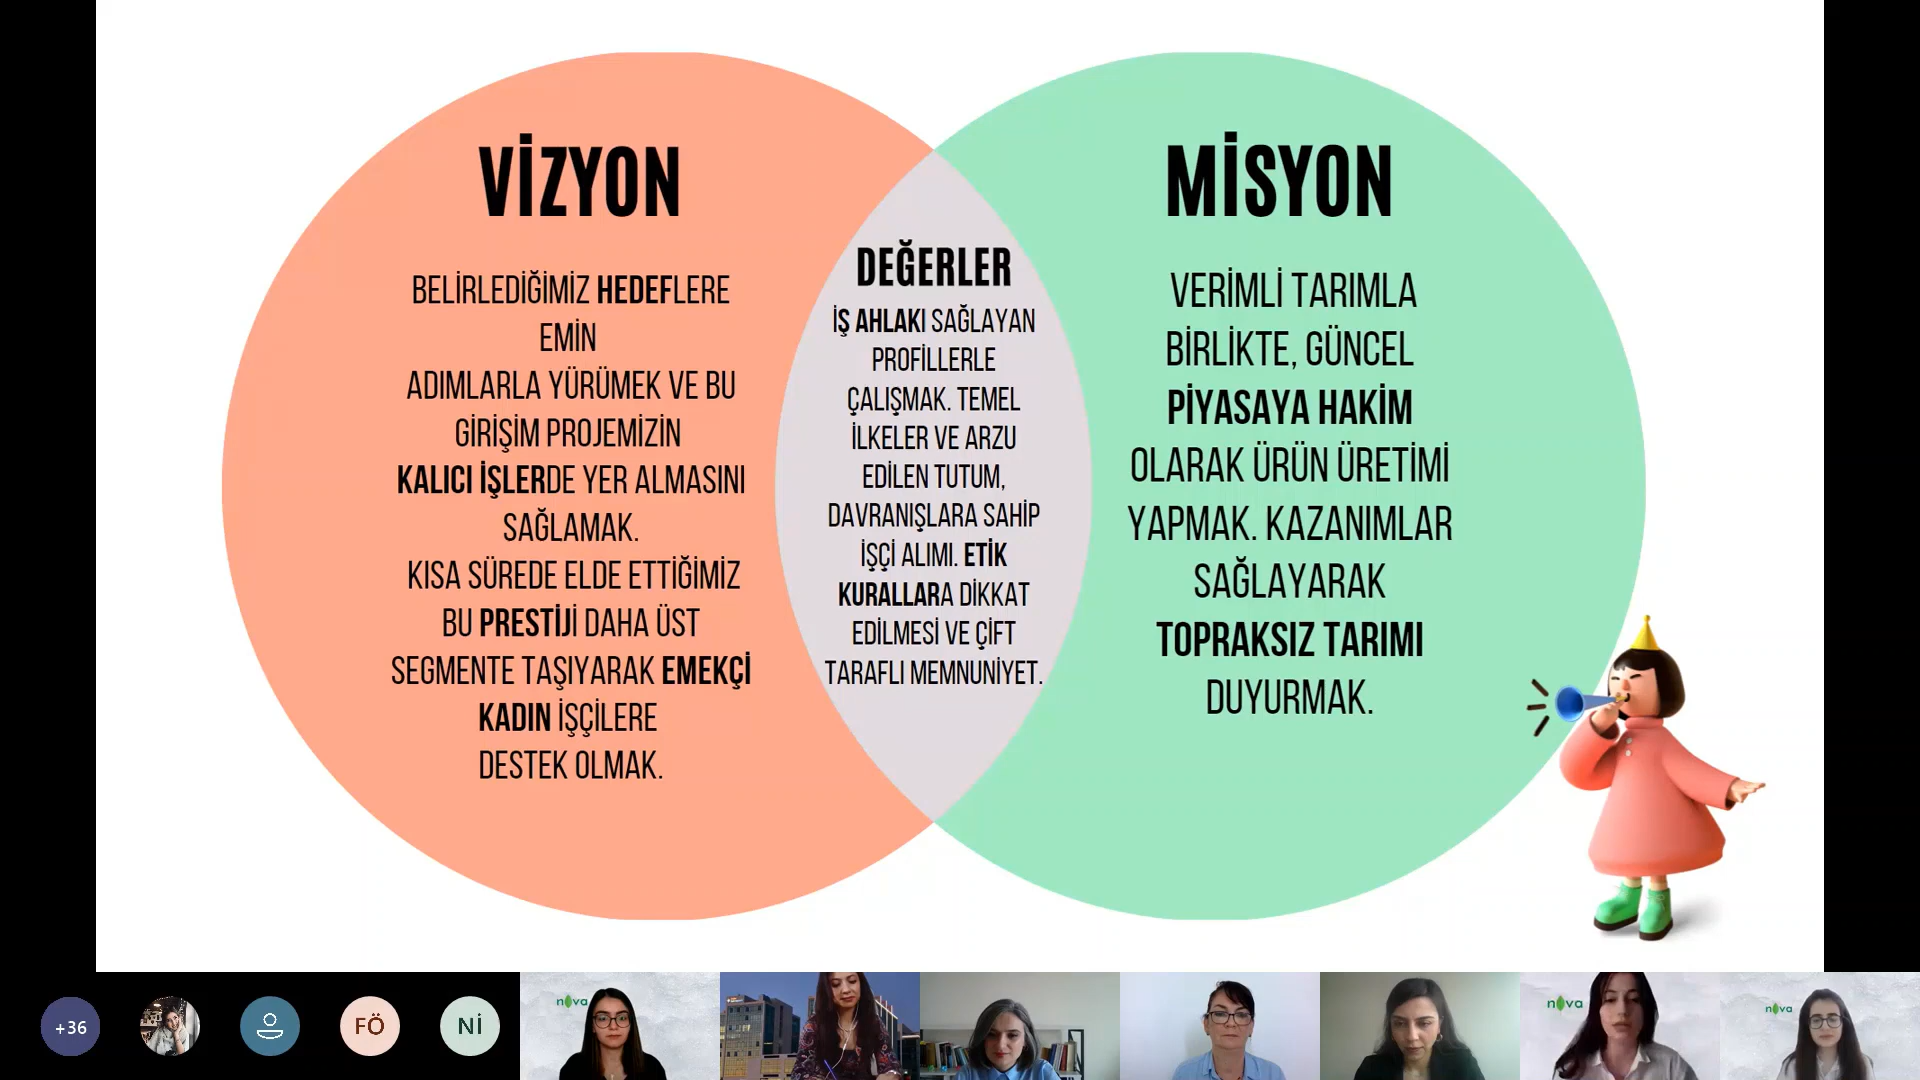 VİZYON
BELİRLEDİĞİMİZ HEDEFLERE
EMİN
ADIMLARLA YÜRÜMEK VE BU
GİRİŞİM PROJEMİZİN
KALICI İŞLERDE YER ALMASINI
SAĞLAMAK.
KISA SÜREDE ELDE ETTİĞİMİZ
BU PRESTİJİ DAHA ÜST
SEGMENTE TAŞIYARAK EMEKÇİ
KADIN İŞÇİLERE
DESTEK OLMAK.
DEĞERLER
İŞ AHLAKI SAĞLAYAN
PROFİLLERLE
ÇALIŞMAK. TEMEL
İLKELER VE ARZU
EDİLEN TUTUM,
DAVRANIŞLARA SAHİP
İŞÇİ ALIMI. ETİK
KURALLARA DİKKAT
EDİLMESİ VE ÇİFT
TARAFLI MEMNUNİYET.
MİSYON
VERİMLİ TARIMLA
BİRLİKTE, GÜNCEL
PİYASAYA HAKİM
OLARAK ÜRÜN ÜRETİMİ
YAPMAK. KAZANIMLAR
SAĞLAYARAK
TOPRAKSIZ TARIMI
DUYURMAK.
+36
FÖ
Nİ
nova
nova
nova